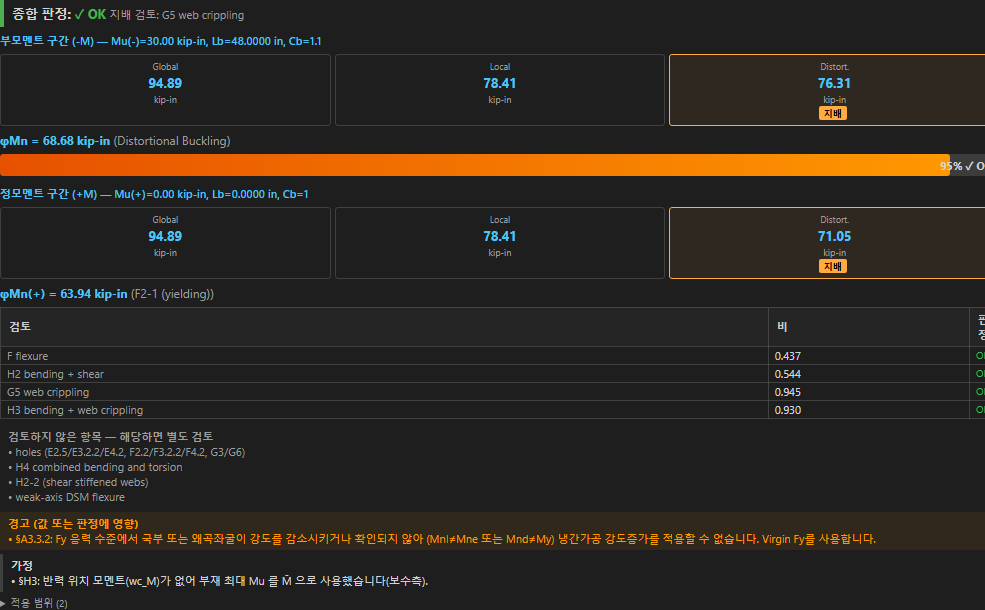 종합 판정: ✓ OK 지배 검토: G5 web crippling
부모멘트 구간 (-M) — Mu(-)=30.00 kip-in, Lb=48.0000 in, Cb=1.1
Global
94.89
kip-in
Local
78.41
kip-in
Distort.
76.31
kip-in
지배
φMn = 68.68 kip-in (Distortional Buckling)
95% ✓ O
정모멘트 구간 (+M) — Mu(+)=0.00 kip-in, Lb=0.0000 in, Cb=1
Global
94.89
kip-in
Local
78.41
kip-in
Distort.
71.05
kip-in
지배
φMn(+) = 63.94 kip-in (F2-1 (yielding))
검토 비 판정
F flexure 0.437 O
H2 bending + shear 0.544 O
G5 web crippling 0.945 O
H3 bending + web crippling 0.930 O
검토하지 않은 항목 — 해당하면 별도 검토
• holes (E2.5/E3.2.2/E4.2, F2.2/F3.2.2/F4.2, G3/G6)
• H4 combined bending and torsion
• H2-2 (shear stiffened webs)
• weak-axis DSM flexure
경고 (값 또는 판정에 영향)
• §A3.3.2: Fy 응력 수준에서 국부 또는 왜곡좌굴이 강도를 감소시키거나 확인되지 않아 (Mnl≠Mne 또는 Mnd≠My) 냉간가공 강도증가를 적용할 수 없습니다. Virgin Fy를 사용합니다.
가정
• §H3: 반력 위치 모멘트(wc_M)가 없어 부재 최대 Mu 를 M̄ 으로 사용했습니다(보수측).
▸ 적용 범위 (2)